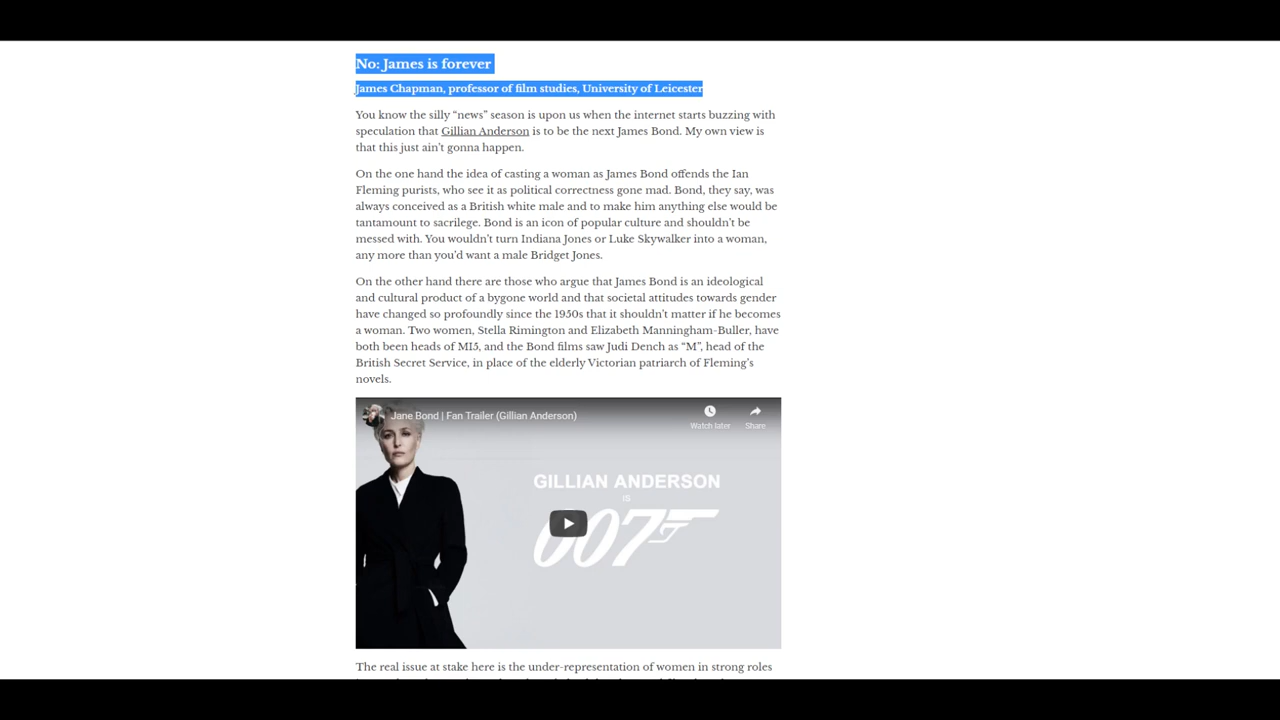 No: James is forever
James Chapman, professor of film studies, University of Leicester
You know the silly “news” season is upon us when the internet starts buzzing with
speculation that Gillian Anderson is to be the next James Bond. My own view is
that this just ain’t gonna happen.
On the one hand the idea of casting a woman as James Bond offends the Ian
Fleming purists, who see it as political correctness gone mad. Bond, they say, was
always conceived as a British white male and to make him anything else would be
tantamount to sacrilege. Bond is an icon of popular culture and shouldn’t be
messed with. You wouldn’t turn Indiana Jones or Luke Skywalker into a woman,
any more than you’d want a male Bridget Jones.
On the other hand there are those who argue that James Bond is an ideological
and cultural product of a bygone world and that societal attitudes towards gender
have changed so profoundly since the 1950s that it shouldn’t matter if he becomes
a woman. Two women, Stella Rimington and Elizabeth Manningham-Buller, have
both been heads of MI5, and the Bond films saw Judi Dench as “M”, head of the
British Secret Service, in place of the elderly Victorian patriarch of Fleming’s
novels.
Jane Bond | Fan Trailer (Gillian Anderson)
Watch later
Share
GILLIAN ANDERSON
IS
007
The real issue at stake here is the under-representation of women in strong roles